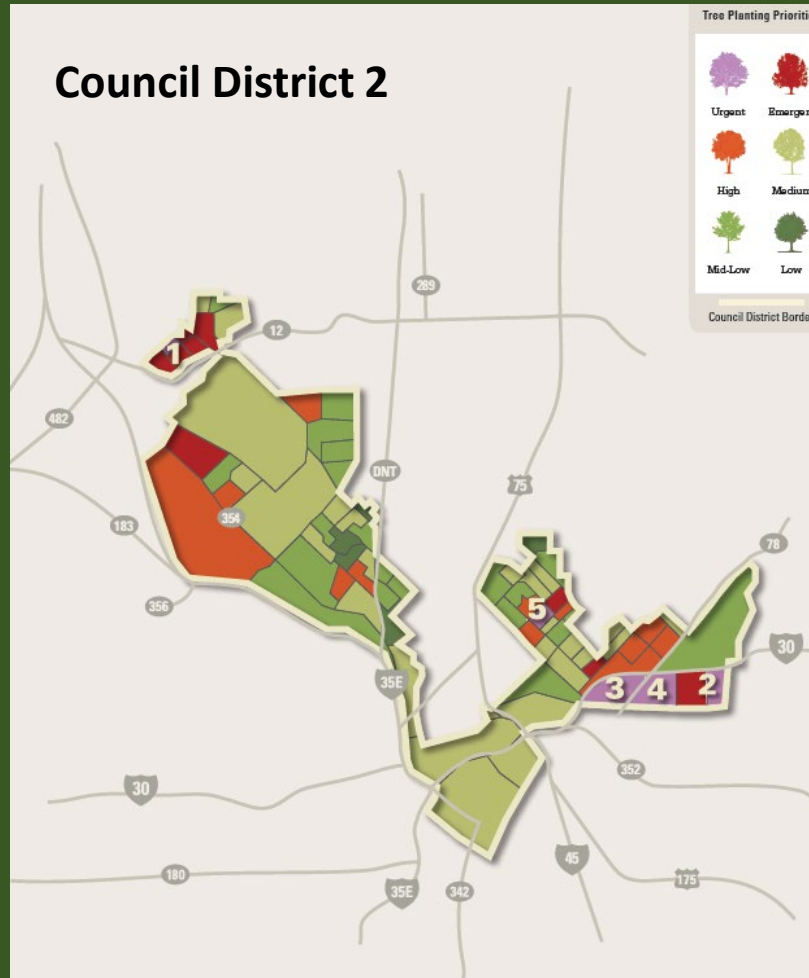 Tree Planting Prioriti
Council District 2
Urgent Emergen
High Medium
Mid-Low Low
Council District Borde
289
12
1
482
DNT
75
354
183
78
356
5
30
35E
3 4 2
352
30
45
180
175
35E
342